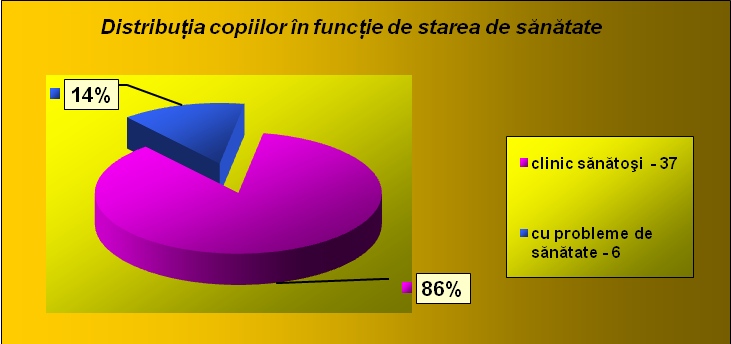 Distribuția copiilor în funcție de starea de sănătate
14%
86%
clinic sănătoşi - 37
cu probleme de
sănătate - 6